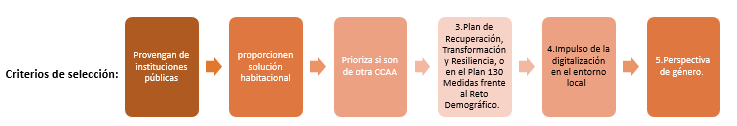 Criterios de selección:
Provengan de
instituciones
públicas
proporcionen
solución
habitacional
Prioriza si son
de otra CCAA
3.Plan de
Recuperación,
Transformación
y Resiliencia, o
en el Plan 130
Medidas frente
al Reto
Demográfico.
4.Impulso de la
digitalización
en el entorno
local
5.Perspectiva
de género.